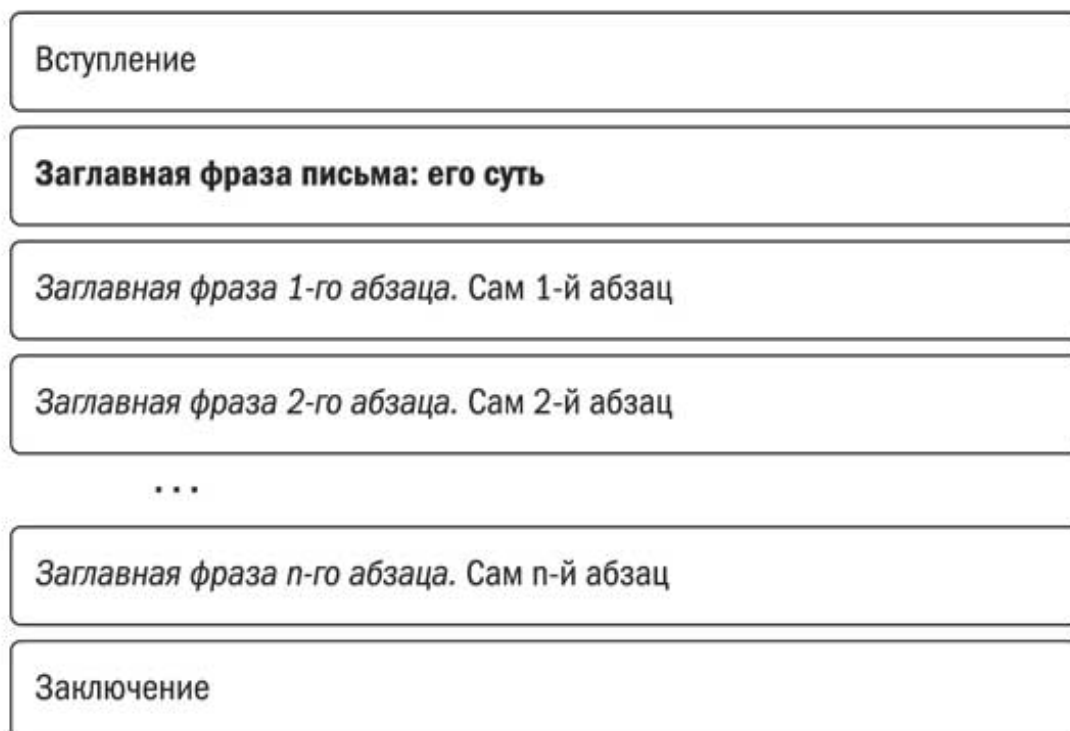 Вступление
Заглавная фраза письма: его суть
Заглавная фраза 1-го абзаца. Сам 1-й абзац
Заглавная фраза 2-го абзаца. Сам 2-й абзац
...
Заглавная фраза n-го абзаца. Сам n-й абзац
Заключение